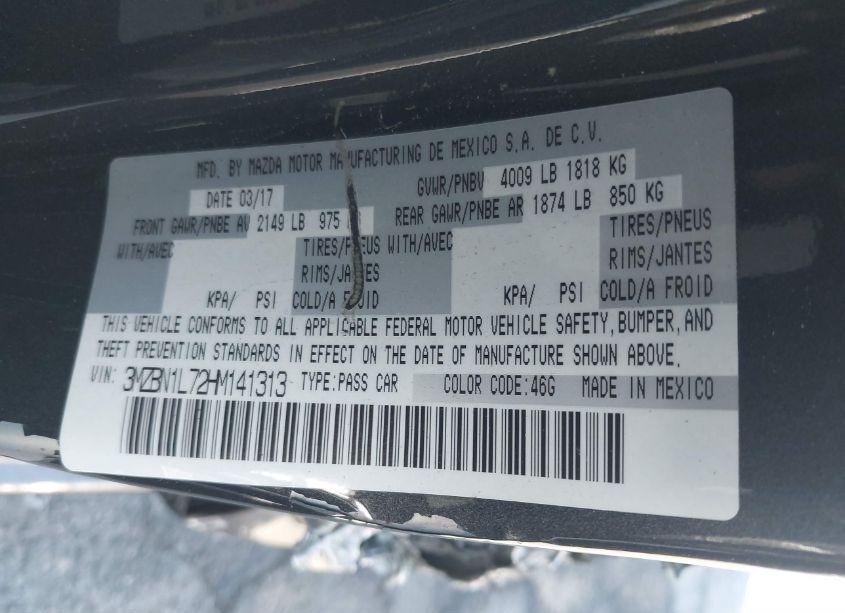 MFD. BY MAZDA MOTOR MANUFACTURING DE MEXICO S.A. DE C.V.
DATE 03/17 GVWR/PNBV 4009 LB 1818 KG
FRONT GAWR/PNBE AV 2149 LB 975 REAR GAWR/PNBE AR 1874 LB 850 KG
WITH/AVEC TIRES/PNEUS WITH/AVEC TIRES/PNEUS
RIMS/JANTES RIMS/JANTES
KPA/ PSI COLD/A FROID KPA/ PSI COLD/A FROID
THIS VEHICLE CONFORMS TO ALL APPLICABLE FEDERAL MOTOR VEHICLE SAFETY, BUMPER, AND
THEFT PREVENTION STANDARDS IN EFFECT ON THE DATE OF MANUFACTURE SHOWN ABOVE.
VIN: 3MZBN1L72HM141313 TYPE:PASS CAR COLOR CODE:46G MADE IN MEXICO